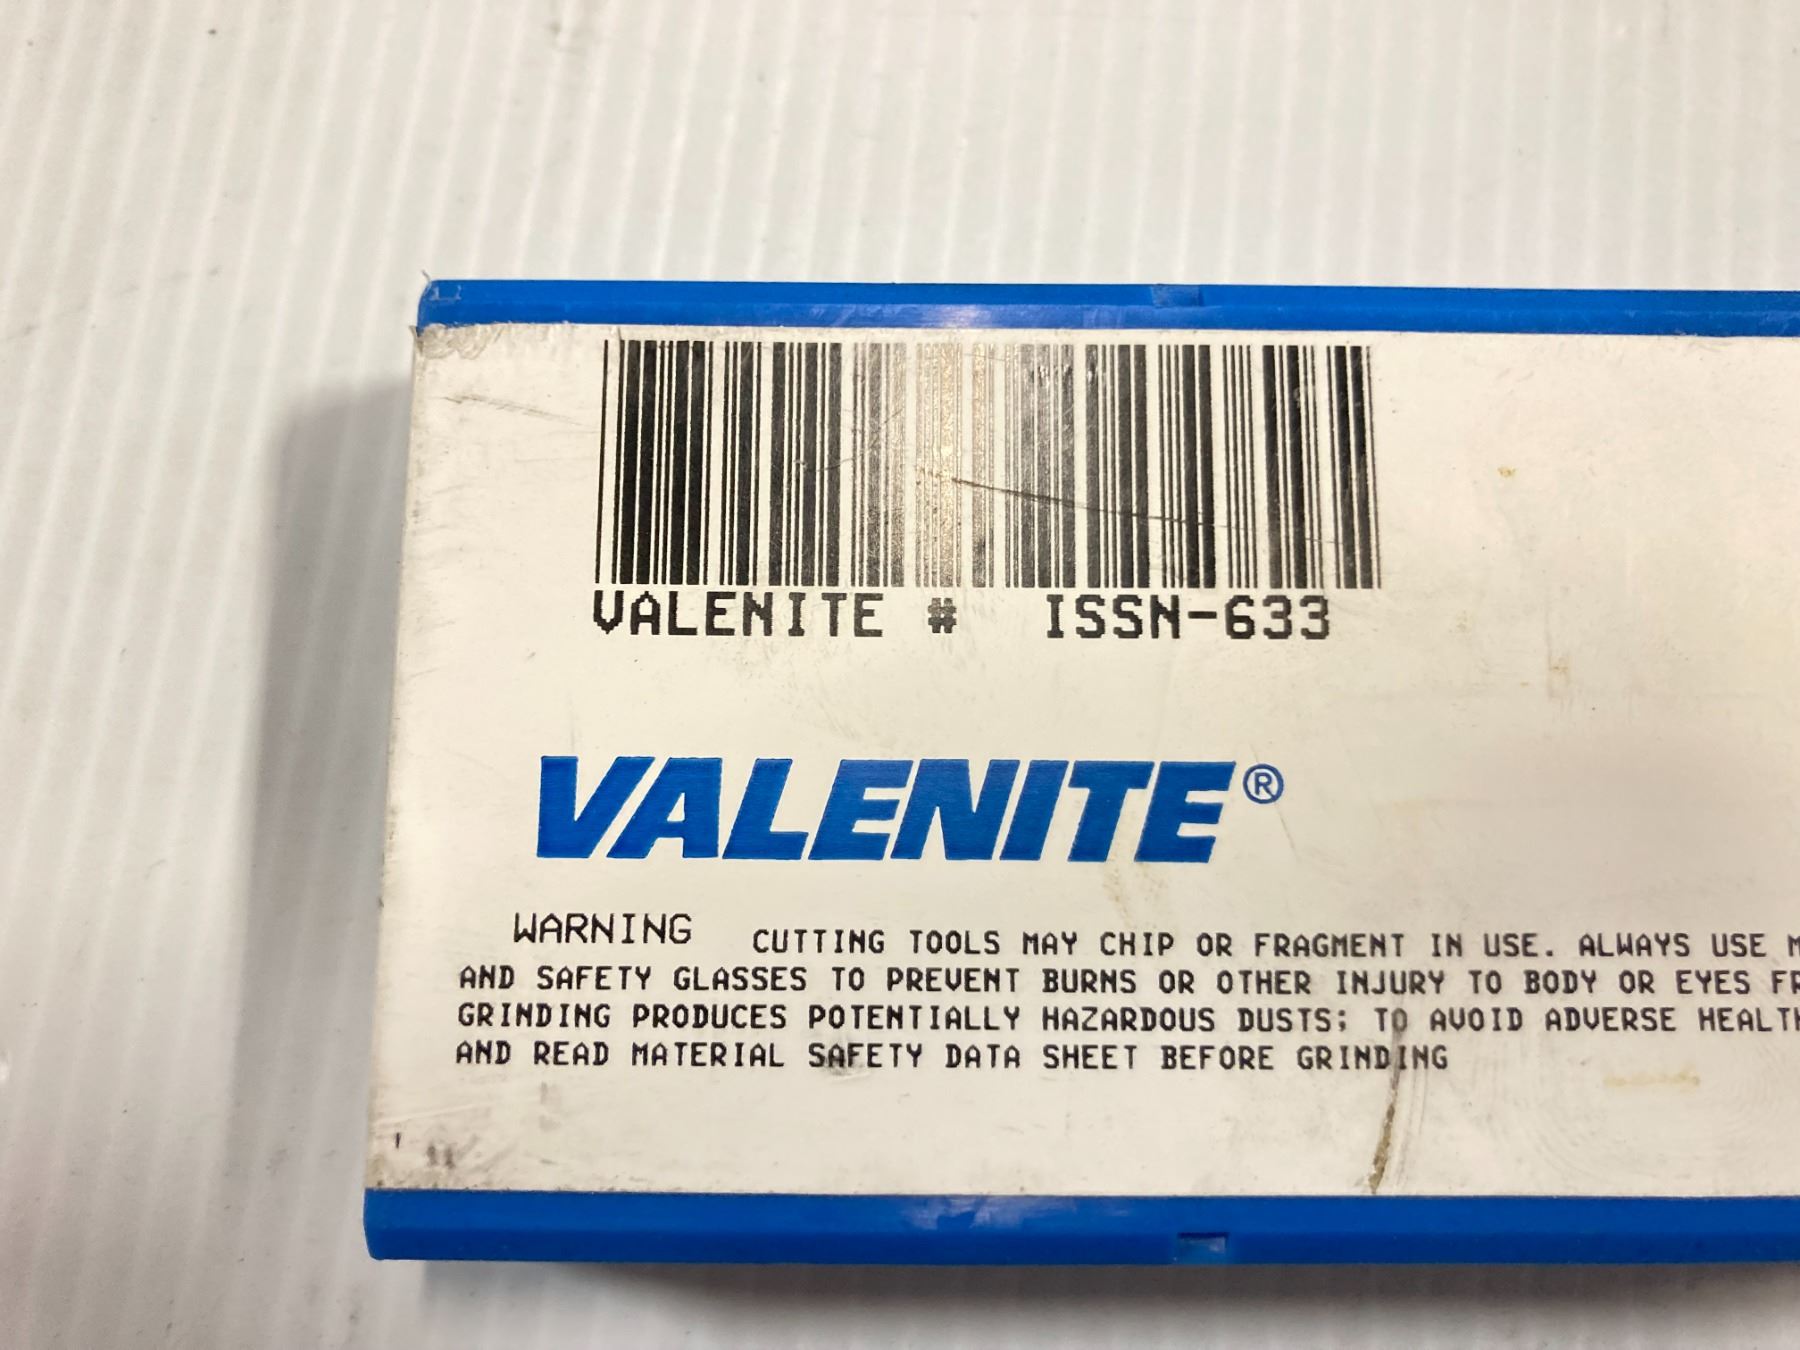 VALENITE # ISSN-633
VALENITE®
WARNING CUTTING TOOLS MAY CHIP OR FRAGMENT IN USE. ALWAYS USE
AND SAFETY GLASSES TO PREVENT BURNS OR OTHER INJURY TO BODY OR EYES
GRINDING PRODUCES POTENTIALLY HAZARDOUS DUSTS; TO AVOID ADVERSE HEALTH
AND READ MATERIAL SAFETY DATA SHEET BEFORE GRINDING